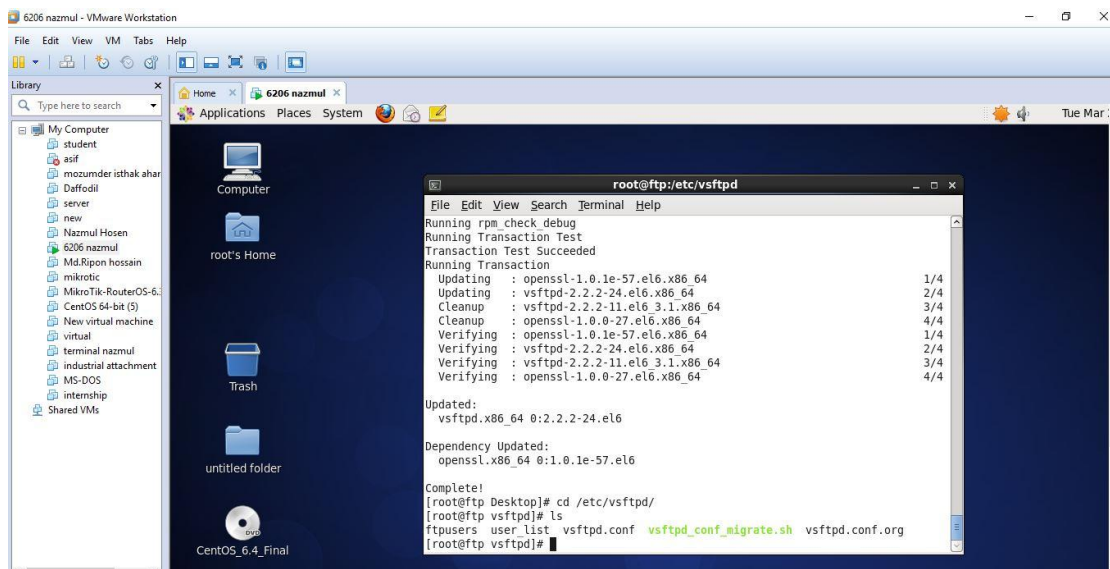 6206 nazmul - VMware Workstation
File Edit View VM Tabs Help
Library
Type here to search
My Computer
student
asif
mozumder isthak ahar
Daffodil
server
new
Nazmul Hosen
6206 nazmul
Md.Ripon hossain
mikrotic
MikroTik-RouterOS-6.
CentOS 64-bit (5)
New virtual machine
virtual
terminal nazmul
industrial attachment
MS-DOS
internship
Shared VMs
Home
6206 nazmul
Applications Places System
Tue Mar
Computer
root's Home
Trash
untitled folder
DVD
CentOS_6.4_Final
root@ftp:/etc/vsftpd
File Edit View Search Terminal Help
Running rpm_check_debug
Running Transaction Test
Transaction Test Succeeded
Running Transaction
Updating : openssl-1.0.1e-57.el6.x86_64 1/4
Updating : vsftpd-2.2.2-24.el6.x86_64 2/4
Cleanup : vsftpd-2.2.2-11.el6_3.1.x86_64 3/4
Cleanup : openssl-1.0.0-27.el6.x86_64 4/4
Verifying : openssl-1.0.1e-57.el6.x86_64 1/4
Verifying : vsftpd-2.2.2-24.el6.x86_64 2/4
Verifying : vsftpd-2.2.2-11.el6_3.1.x86_64 3/4
Verifying : openssl-1.0.0-27.el6.x86_64 4/4
Updated:
vsftpd.x86_64 0:2.2.2-24.el6
Dependency Updated:
openssl.x86_64 0:1.0.1e-57.el6
Complete!
[root@ftp Desktop]# cd /etc/vsftpd/
[root@ftp vsftpd]# ls
ftpusers user_list vsftpd.conf vsftpd_conf_migrate.sh vsftpd.conf.org
[root@ftp vsftpd]#